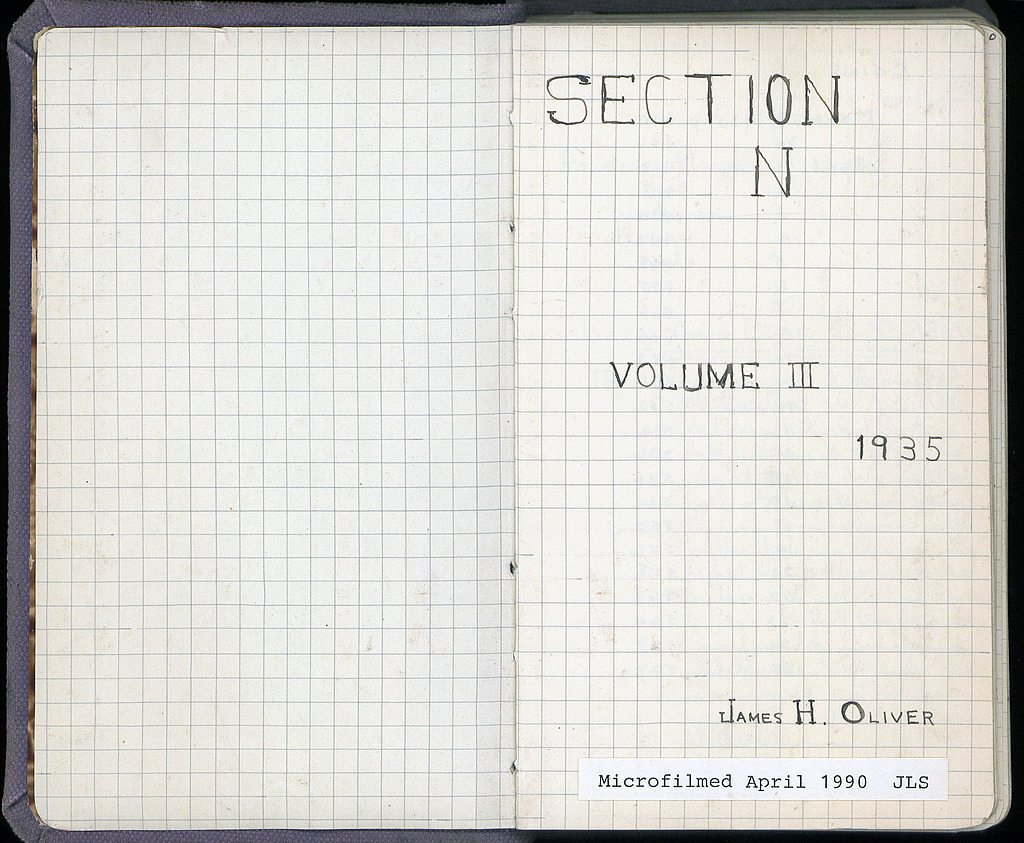 SECTION
N
VOLUME III
1935
JAMES H. OLIVER
Microfilmed April 1990 JLS